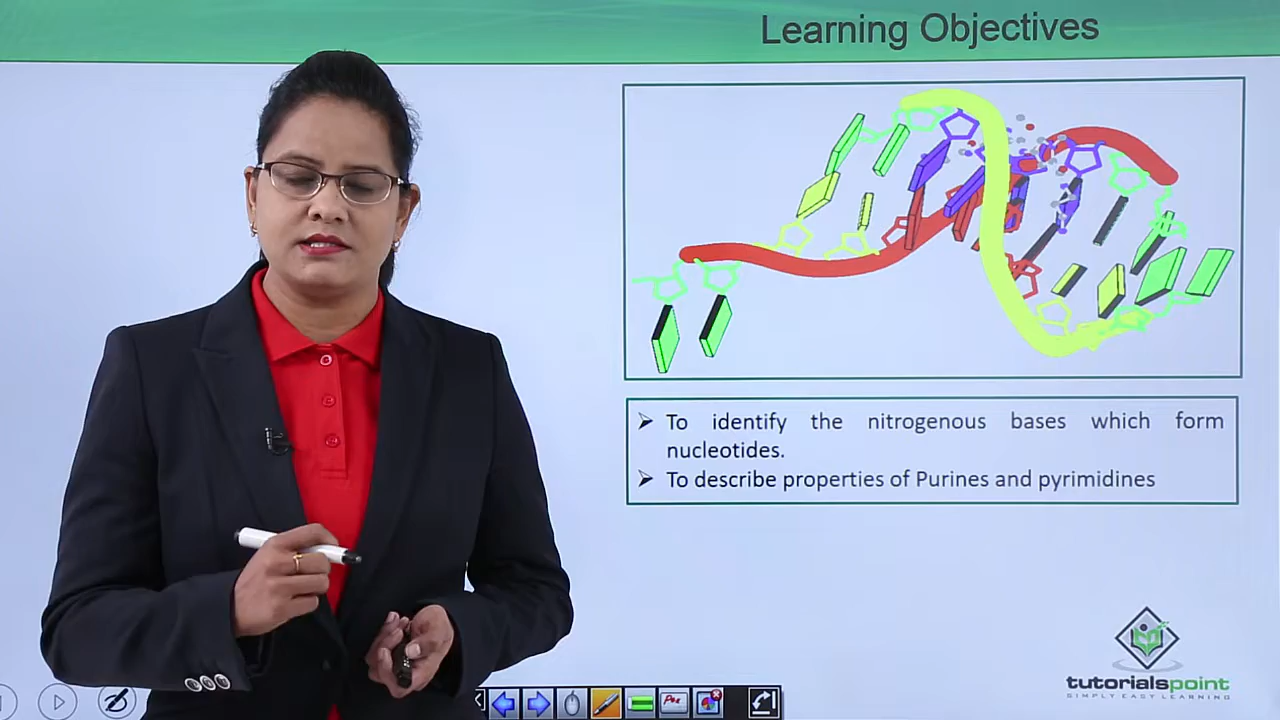 Learning Objectives
➢ To identify the nitrogenous bases which form
nucleotides.
➢ To describe properties of Purines and pyrimidines
tutorialspoint
SIMPLY EASY LEARNING
Pen